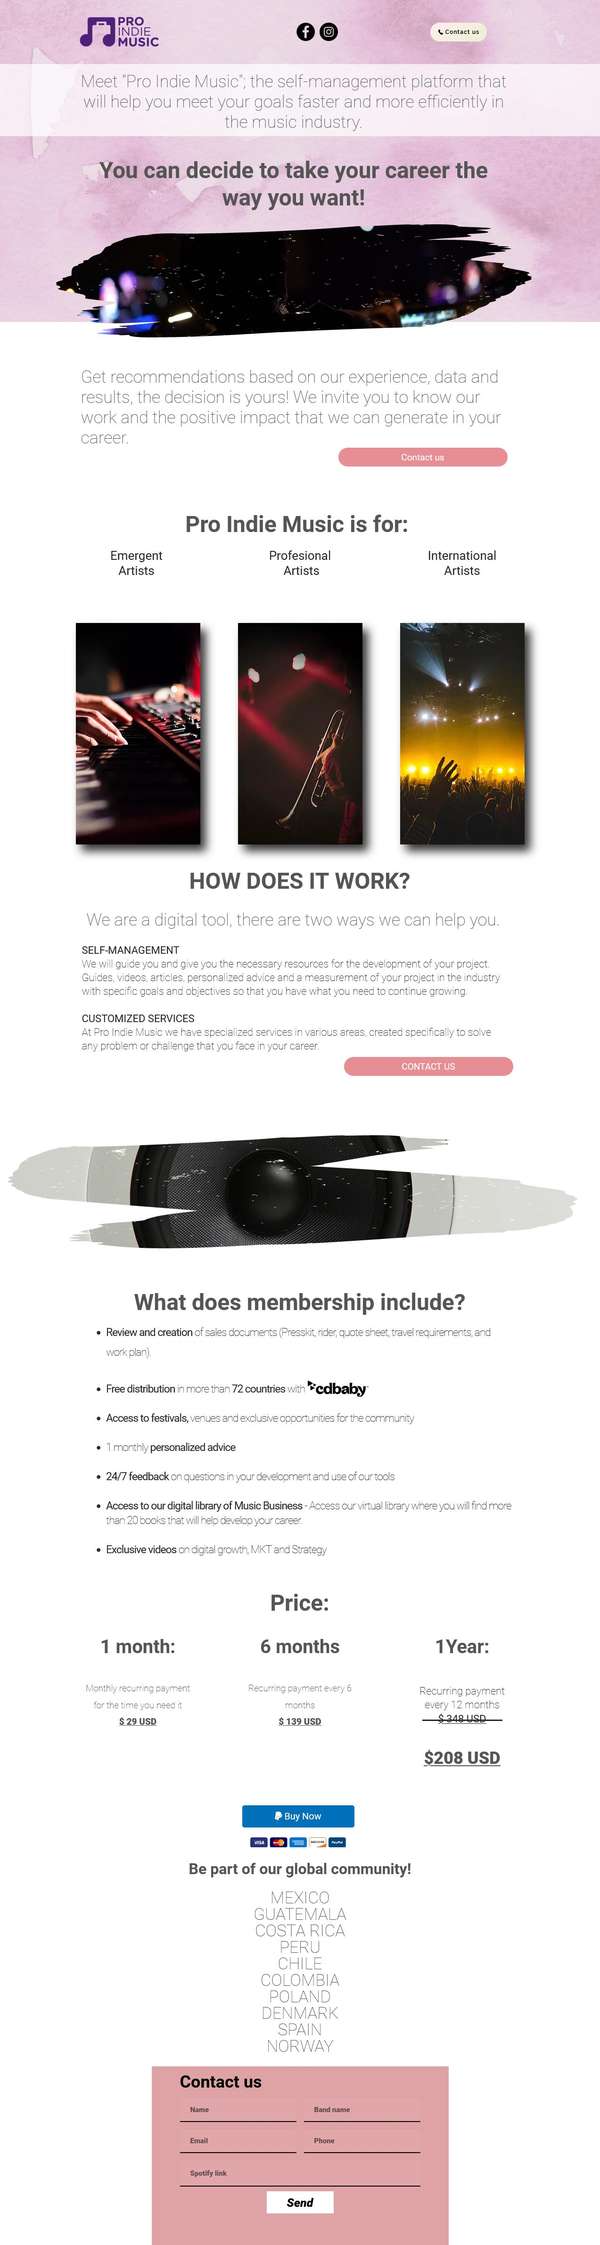 PRO
INDIE
MUSIC
Contact us
Meet "Pro Indie Music"; the self-management platform that
will help you meet your goals faster and more efficiently in
the music industry.
You can decide to take your career the
way you want!
Get recommendations based on our experience, data and
results, the decision is yours! We invite you to know our
work and the positive impact that we can generate in your
career.
Contact us
Pro Indie Music is for:
Emergent
Artists
Profesional
Artists
International
Artists
HOW DOES IT WORK?
We are a digital tool, there are two ways we can help you.
SELF-MANAGEMENT
We will guide you and give you the necessary resources for the development of your project.
Guides, videos, articles, personalized advice and a measurement of your project in the industry
with specific goals and objectives so that you have what you need to continue growing.
CUSTOMIZED SERVICES
At Pro Indie Music we have specialized services in various areas, created specifically to solve
any problem or challenge that you face in your career.
CONTACT US
What does membership include?
Review and creation of sales documents (Presskit, rider, quote sheet, travel requirements, and
work plan).
Free distribution in more than 72 countries with cdbaby
Access to festivals, venues and exclusive opportunities for the community
1 monthly personalized advice
24/7 feedback on questions in your development and use of our tools
Access to our digital library of Music Business - Access our virtual library where you will find more
than 20 books that will help develop your career.
Exclusive videos on digital growth, MKT and Strategy
Price:
1 month:
Monthly recurring payment
for the time you need it
$ 29 USD
6 months
Recurring payment every 6
months
$ 139 USD
1Year:
Recurring payment
every 12 months
$ 348 USD
$208 USD
Buy Now
VISA
PayPal
Be part of our global community!
MEXICO
GUATEMALA
COSTA RICA
PERU
CHILE
COLOMBIA
POLAND
DENMARK
SPAIN
NORWAY
Contact us
Name
Band name
Email
Phone
Spotify link
Send